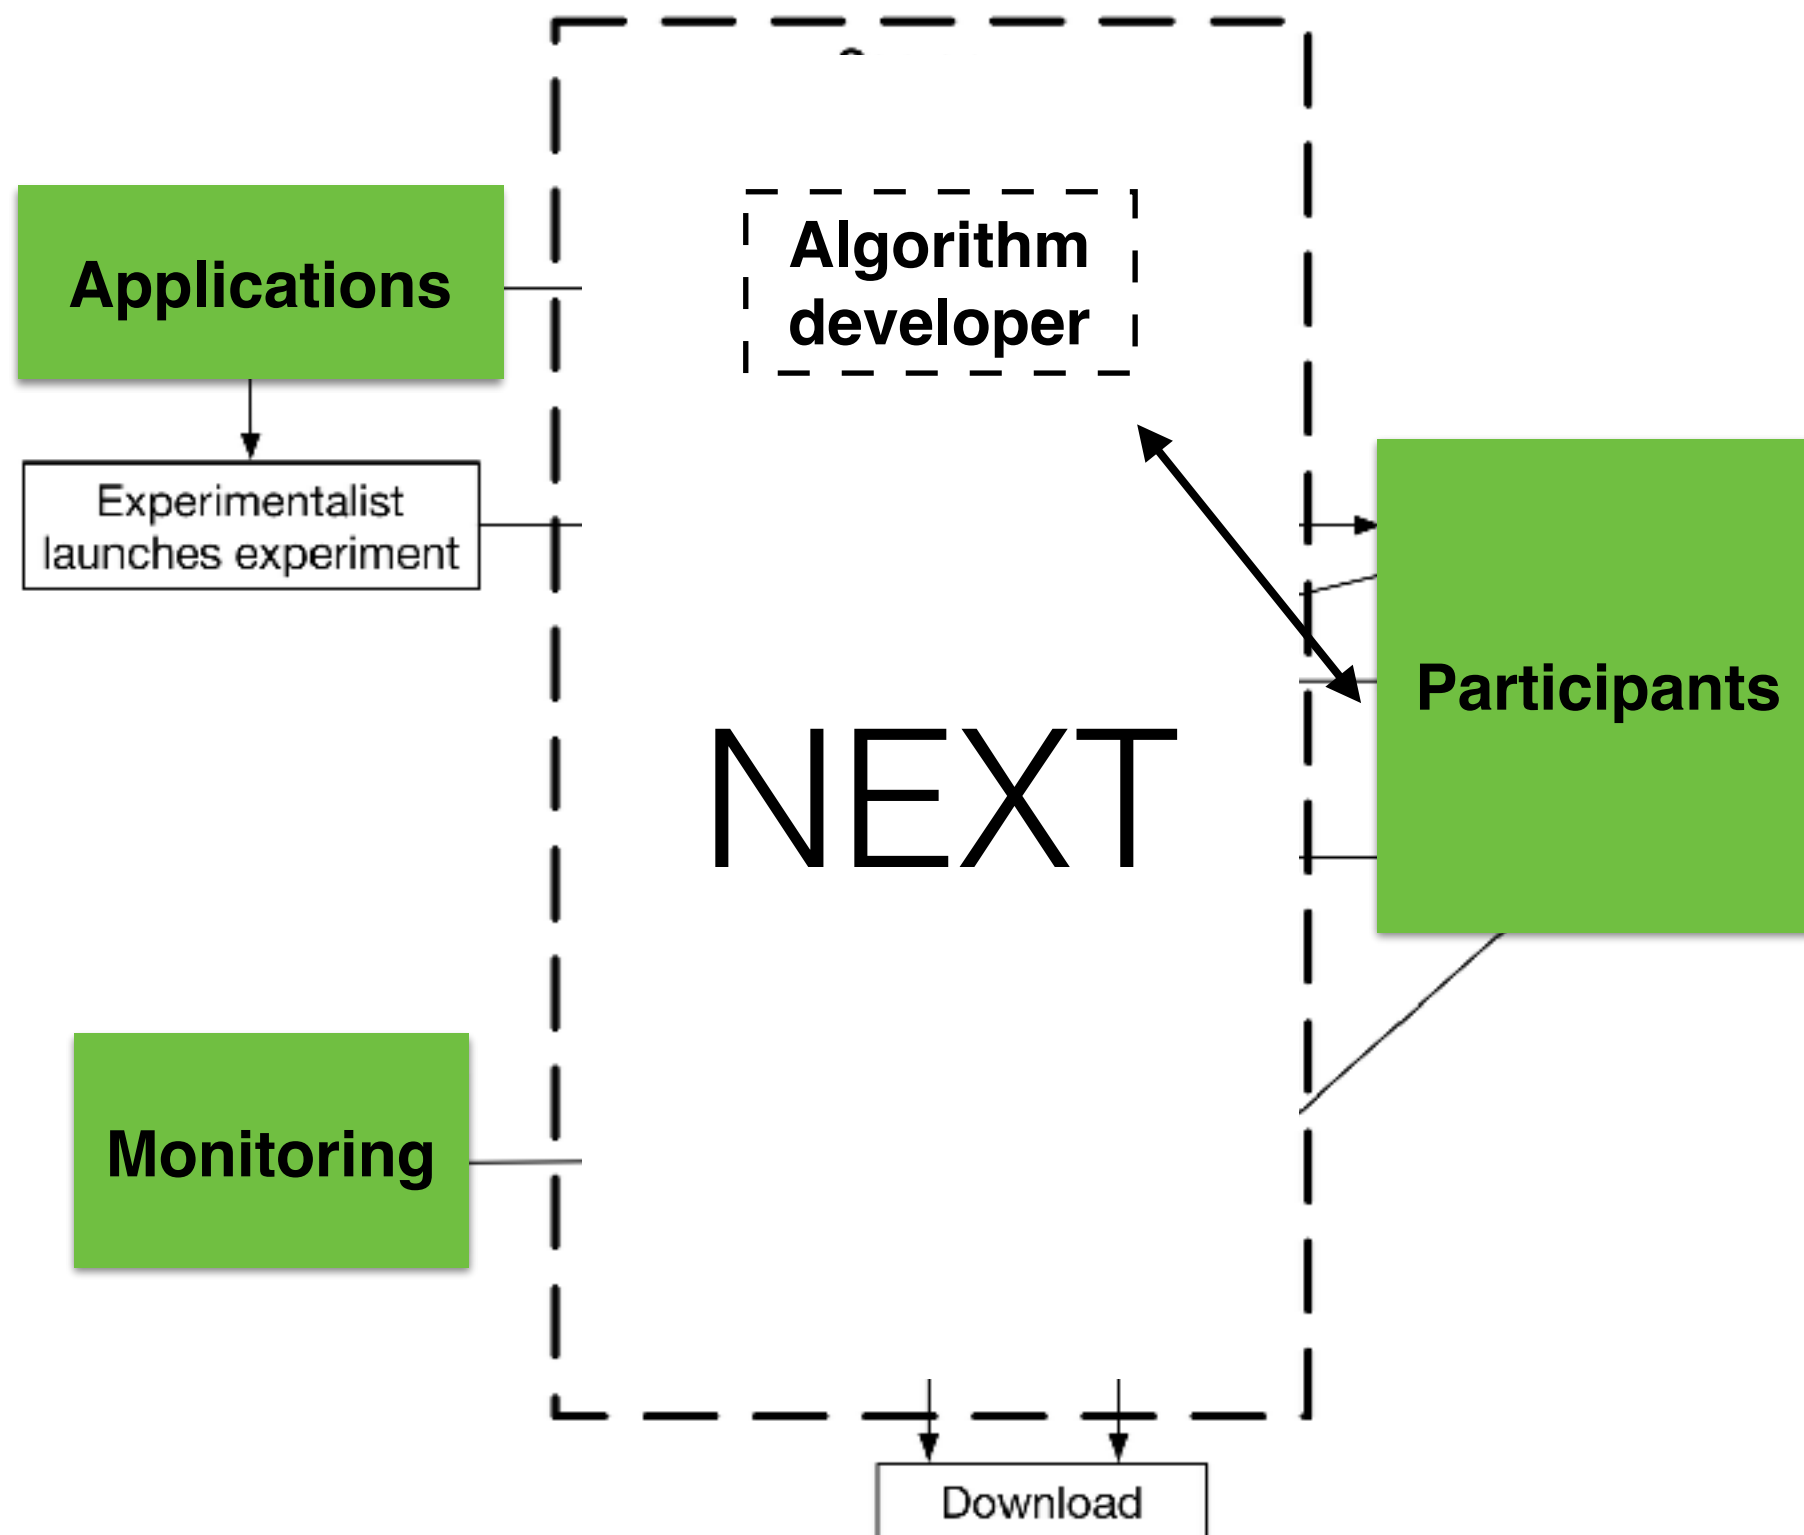 Algorithm
developer
Applications
Experimentalist
launches experiment
Participants
NEXT
Monitoring
Download